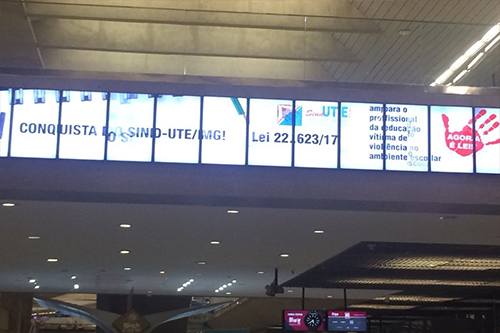 CONQUISTA DO SIND-UTE/MG!
Sind UTE
Lei 22.623/17
ampara o
profissional
da educação
vítima de
violência no
ambiente escolar
AGORA
É LEI!